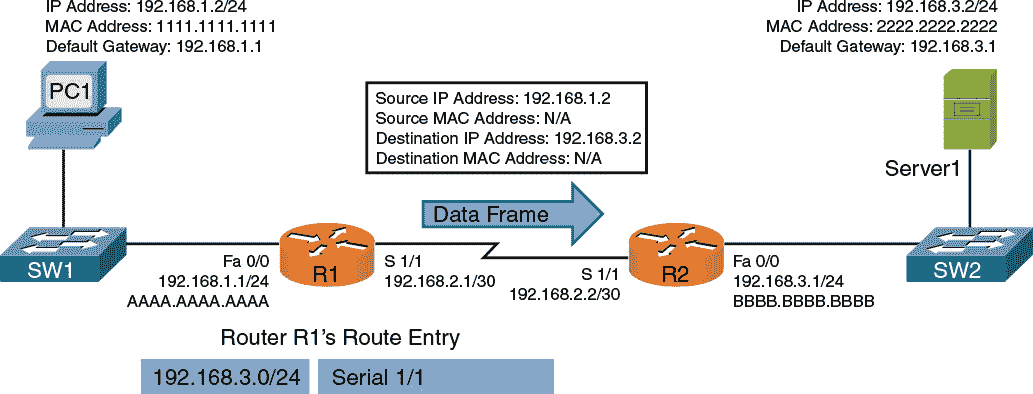 IP Address: 192.168.1.2/24
MAC Address: 1111.1111.1111
Default Gateway: 192.168.1.1
IP Address: 192.168.3.2/24
MAC Address: 2222.2222.2222
Default Gateway: 192.168.3.1
PC1
Source IP Address: 192.168.1.2
Source MAC Address: N/A
Destination IP Address: 192.168.3.2
Destination MAC Address: N/A
Server1
Data Frame
SW1
Fa 0/0
192.168.1.1/24
AAAA.AAAA.AAAA
R1
S 1/1
192.168.2.1/30
S 1/1
192.168.2.2/30
R2
Fa 0/0
192.168.3.1/24
BBBB.BBBB.BBBB
SW2
Router R1's Route Entry
192.168.3.0/24
Serial 1/1